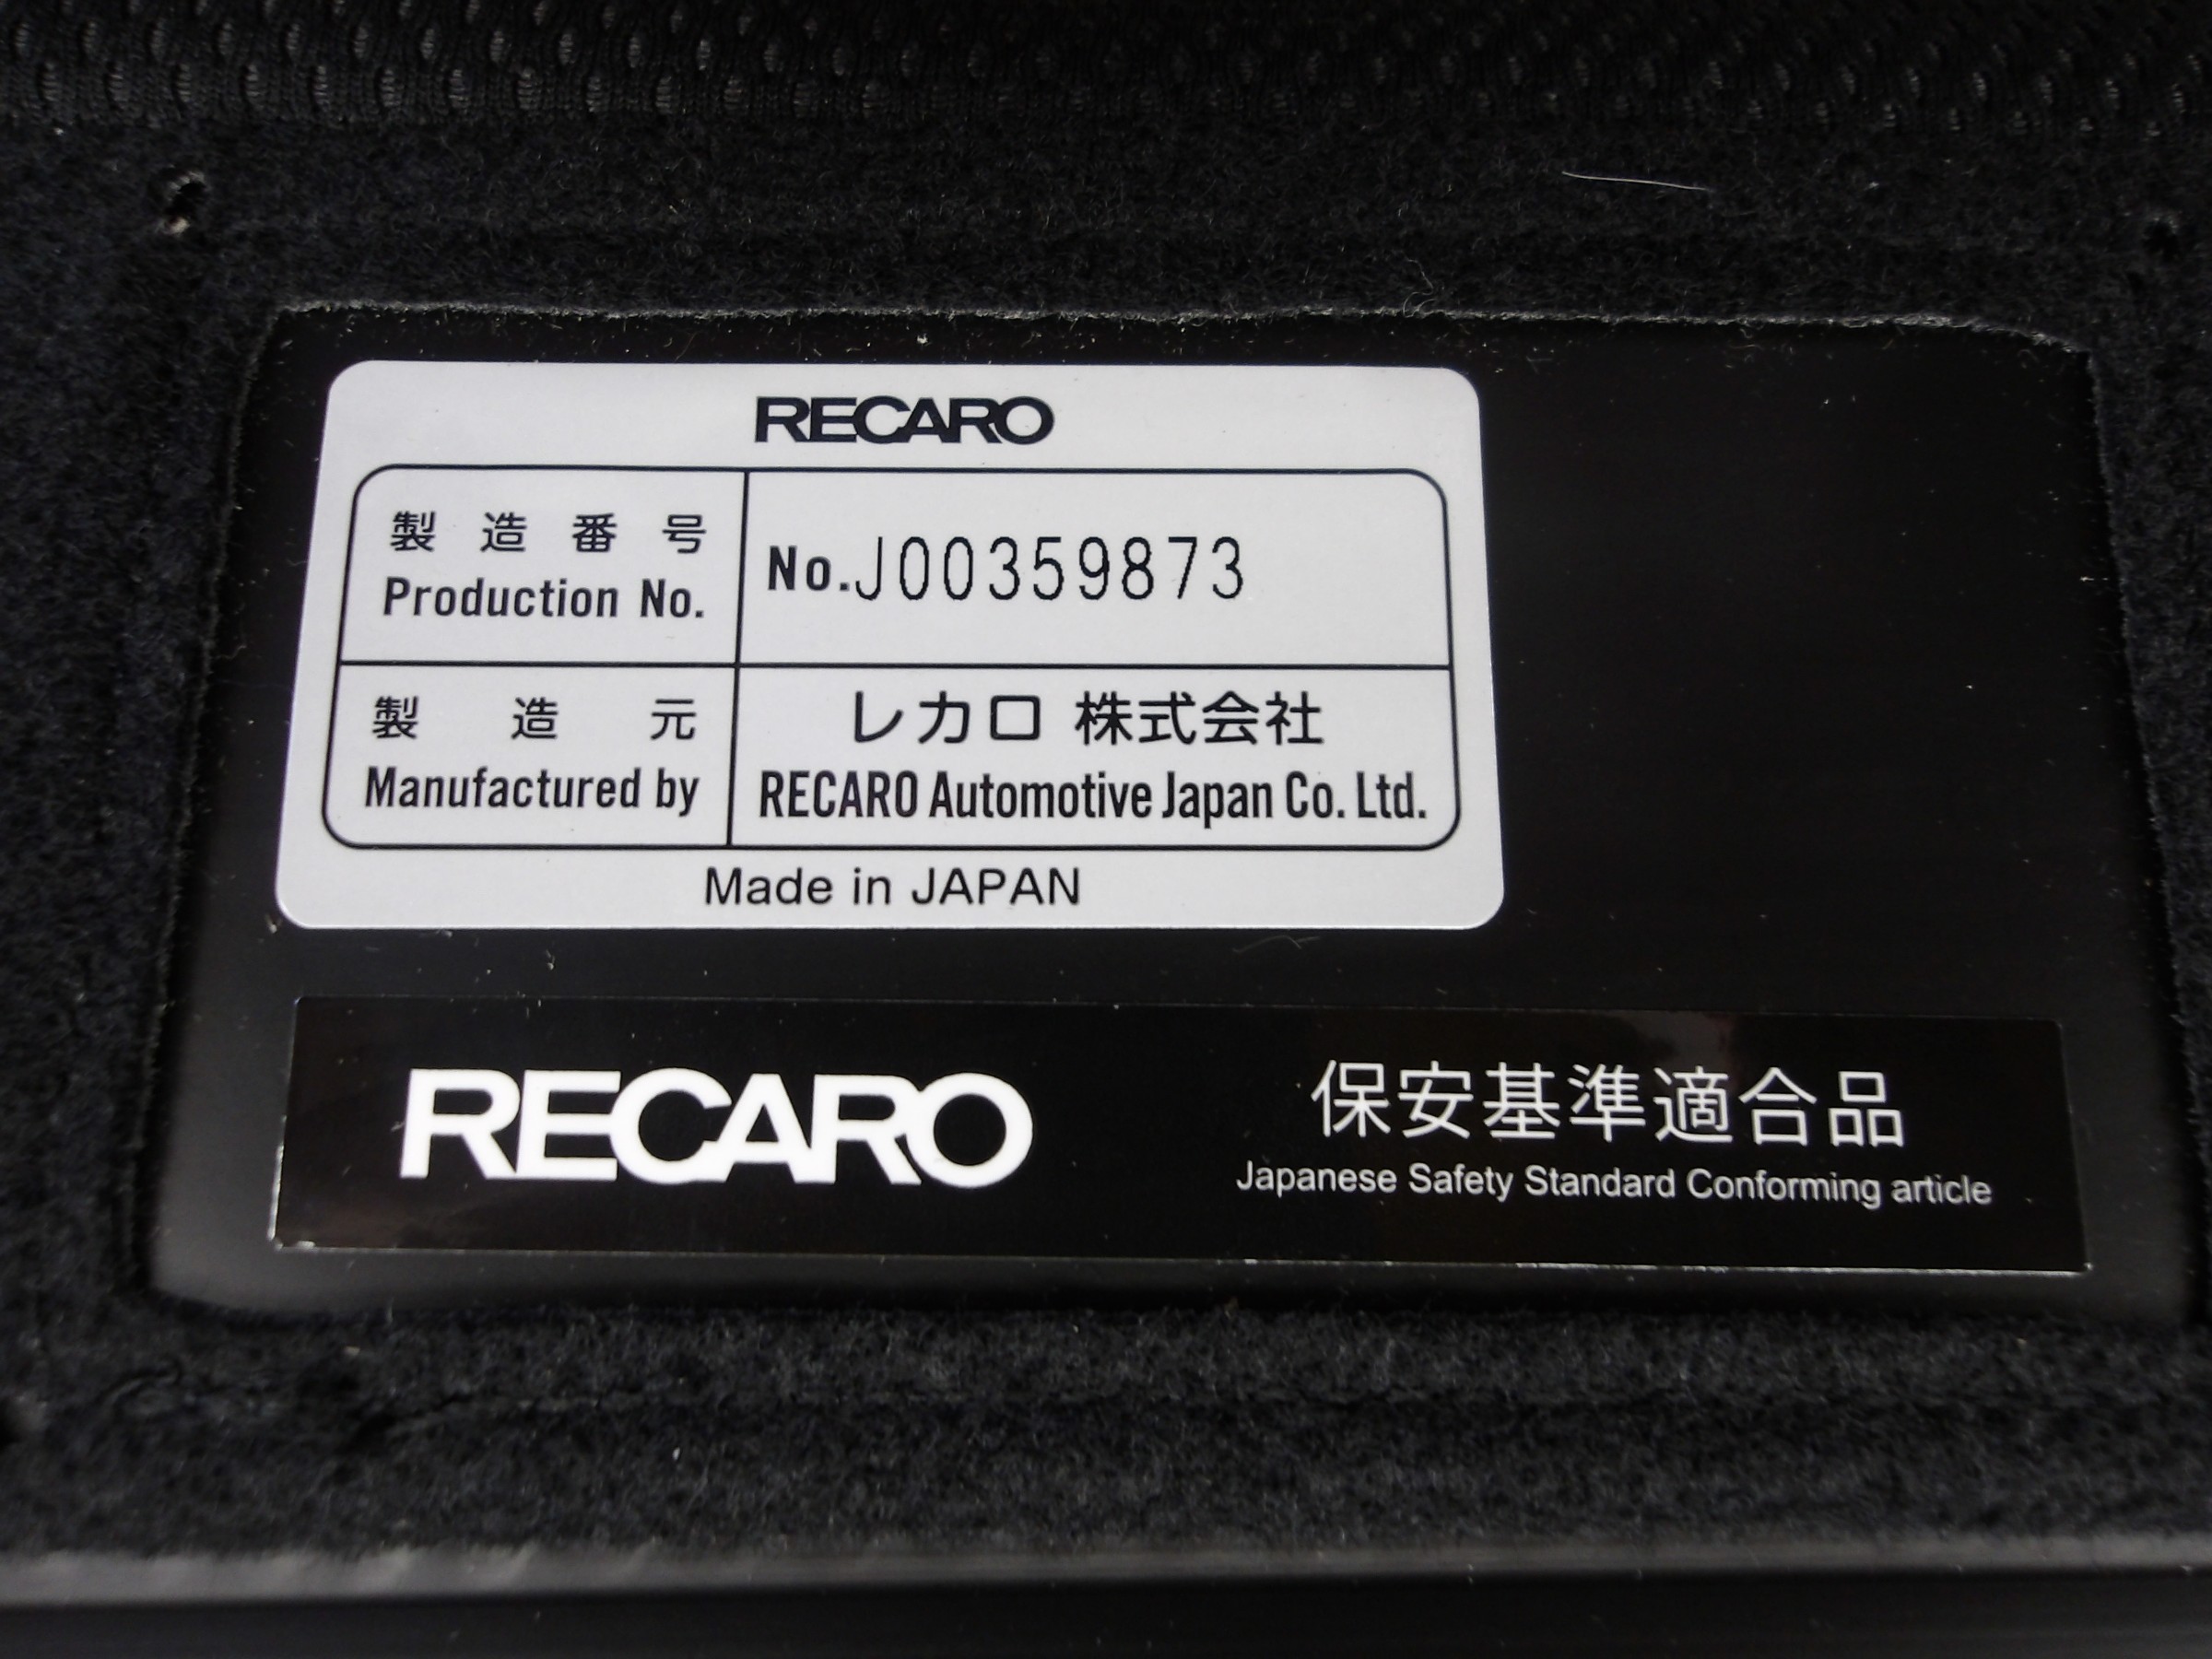 RECARO
製造番号
Production No.
No.J00359873
製造元
Manufactured by
レカロ 株式会社
RECARO Automotive Japan Co. Ltd.
Made in JAPAN
RECARO
保安基準適合品
Japanese Safety Standard Conforming article